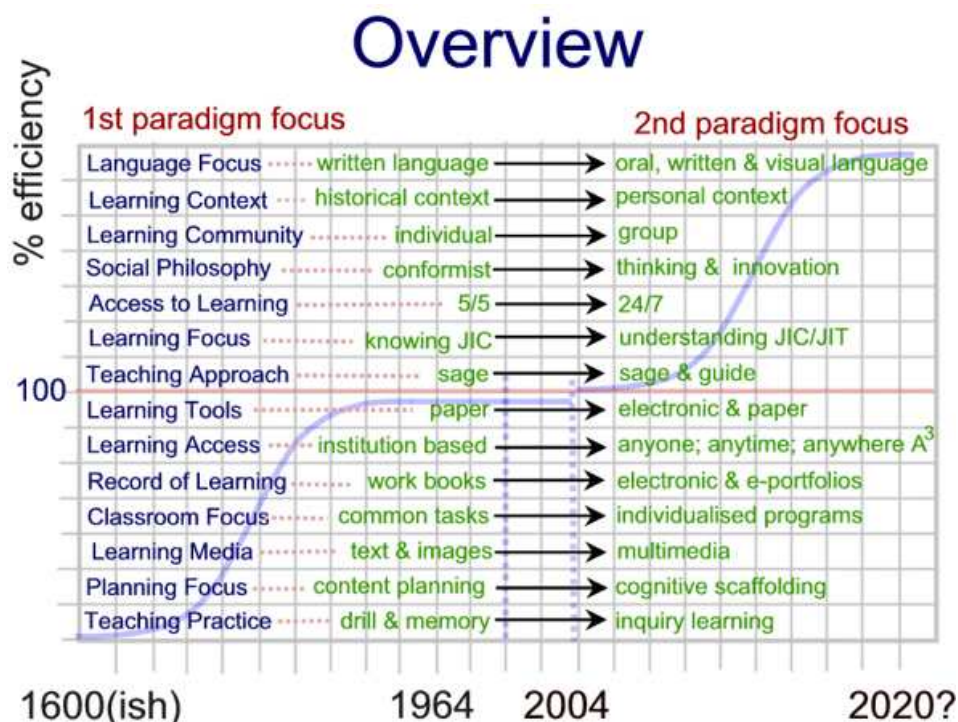 Overview
% efficiency
1st paradigm focus 2nd paradigm focus
Language Focus written language oral, written & visual language
Learning Context historical context personal context
Learning Community individual group
Social Philosophy conformist thinking & innovation
Access to Learning 5/5 24/7
Learning Focus knowing JIC understanding JIC/JIT
Teaching Approach sage sage & guide
100
Learning Tools paper electronic & paper
Learning Access institution based anyone; anytime; anywhere A³
Record of Learning work books electronic & e-portfolios
Classroom Focus common tasks individualised programs
Learning Media text & images multimedia
Planning Focus content planning cognitive scaffolding
Teaching Practice drill & memory inquiry learning
1600(ish) 1964 2004 2020?